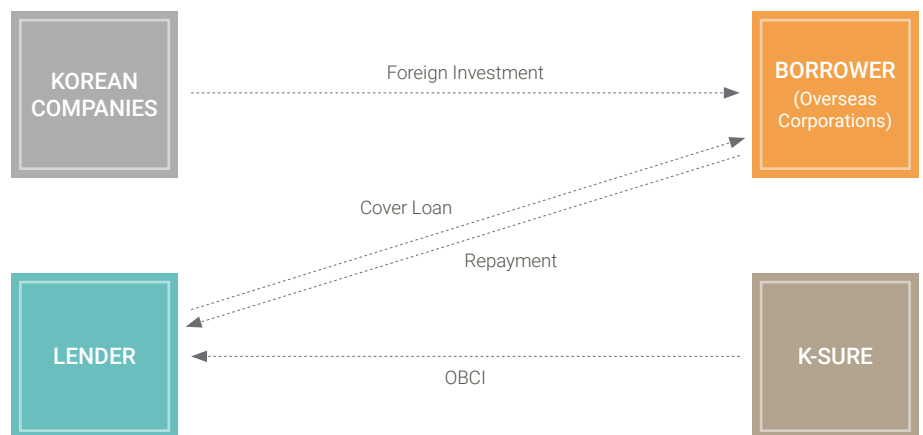 KOREAN
COMPANIES
Foreign Investment
BORROWER
(Overseas
Corporations)
Cover Loan
Repayment
LENDER
K-SURE
OBCI